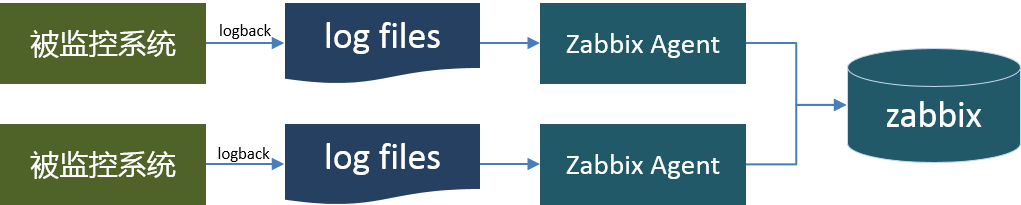 被监控系统
logback
log files
Zabbix Agent
zabbix
被监控系统
logback
log files
Zabbix Agent